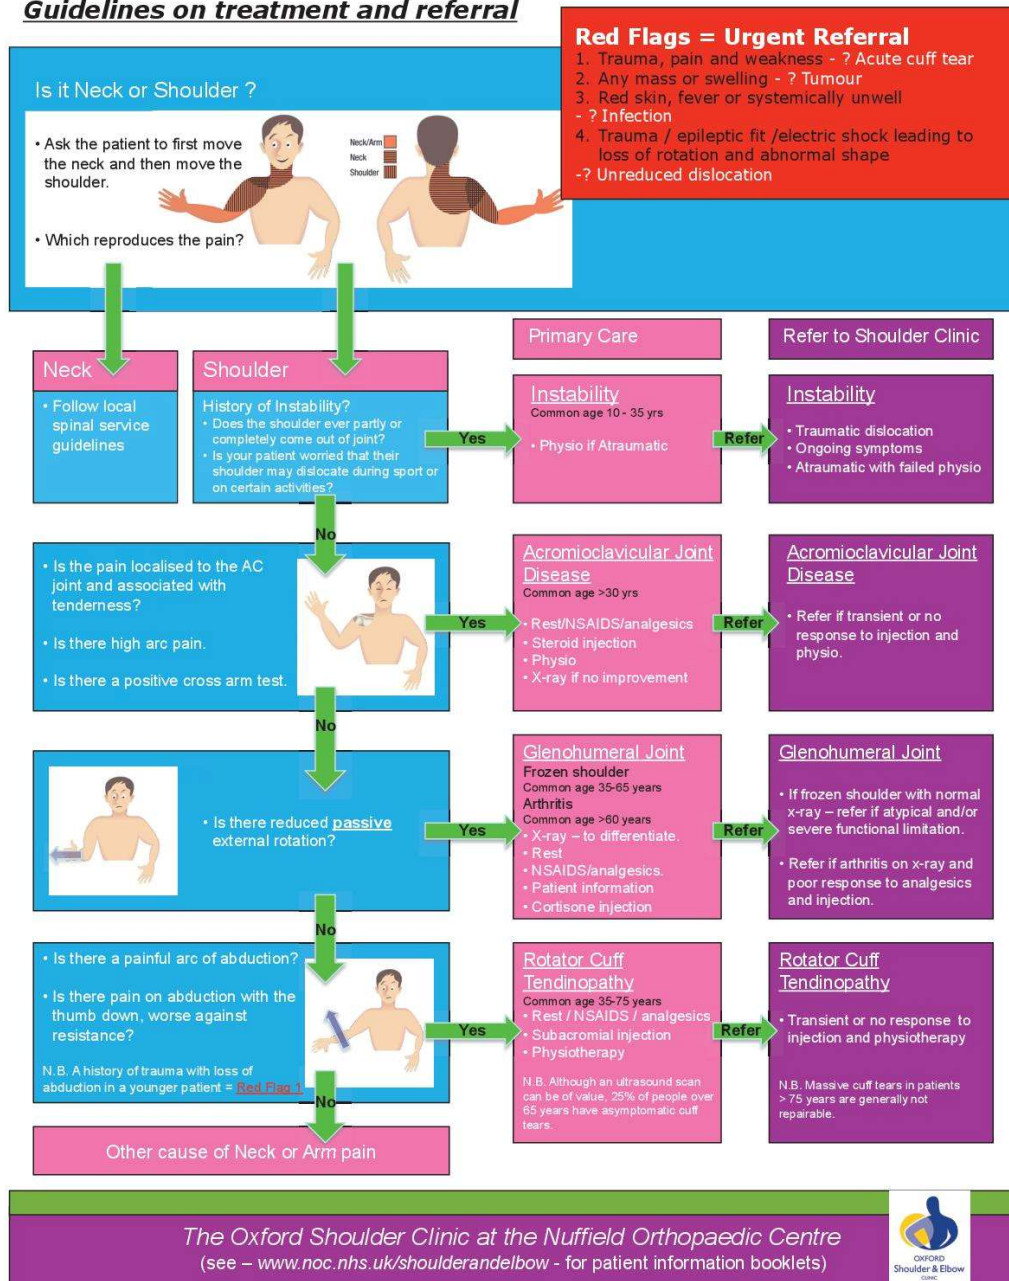 Guidelines on treatment and referral
Red Flags = Urgent Referral
1. Trauma, pain and weakness - ? Acute cuff tear
2. Any mass or swelling - ? Tumour
3. Red skin, fever or systemically unwell
- ? Infection
4. Trauma / epileptic fit /electric shock leading to
loss of rotation and abnormal shape
-? Unreduced dislocation
Is it Neck or Shoulder ?
• Ask the patient to first move
the neck and then move the
shoulder.
• Which reproduces the pain?
Neck/Arm
Neck
Shoulder
Primary Care
Refer to Shoulder Clinic
Neck
• Follow local
spinal service
guidelines
Shoulder
History of Instability?
• Does the shoulder ever partly or
completely come out of joint?
• Is your patient worried that their
shoulder may dislocate during sport or
on certain activities?
Yes
Instability
Common age 10 - 35 yrs
• Physio if Atraumatic
Refer
Instability
• Traumatic dislocation
• Ongoing symptoms
• Atraumatic with failed physio
No
• Is the pain localised to the AC
joint and associated with
tenderness?
• Is there high arc pain.
• Is there a positive cross arm test.
Yes
Acromioclavicular Joint
Disease
Common age >30 yrs
• Rest/NSAIDS/analgesics
• Steroid injection
• Physio
• X-ray if no improvement
Refer
Acromioclavicular Joint
Disease
• Refer if transient or no
response to injection and
physio.
No
• Is there reduced passive
external rotation?
Yes
Glenohumeral Joint
Frozen shoulder
Common age 35-65 years
Arthritis
Common age >60 years
• X-ray – to differentiate.
• Rest
• NSAIDS/analgesics.
• Patient information
• Cortisone injection
Refer
Glenohumeral Joint
• If frozen shoulder with normal
x-ray – refer if atypical and/or
severe functional limitation.
• Refer if arthritis on x-ray and
poor response to analgesics
and injection.
No
• Is there a painful arc of abduction?
• Is there pain on abduction with the
thumb down, worse against
resistance?
N.B. A history of trauma with loss of
abduction in a younger patient = Red Flag 1
Yes
Rotator Cuff
Tendinopathy
Common age 35-75 years
• Rest / NSAIDS / analgesics
• Subacromial injection
• Physiotherapy
N.B. Although an ultrasound scan
can be of value, 25% of people over
65 years have asymptomatic cuff
tears.
Refer
Rotator Cuff
Tendinopathy
• Transient or no response to
injection and physiotherapy
N.B. Massive cuff tears in patients
> 75 years are generally not
repairable.
No
Other cause of Neck or Arm pain
The Oxford Shoulder Clinic at the Nuffield Orthopaedic Centre
(see – www.noc.nhs.uk/shoulderandelbow - for patient information booklets)
OXFORD
Shoulder & Elbow
CLINIC